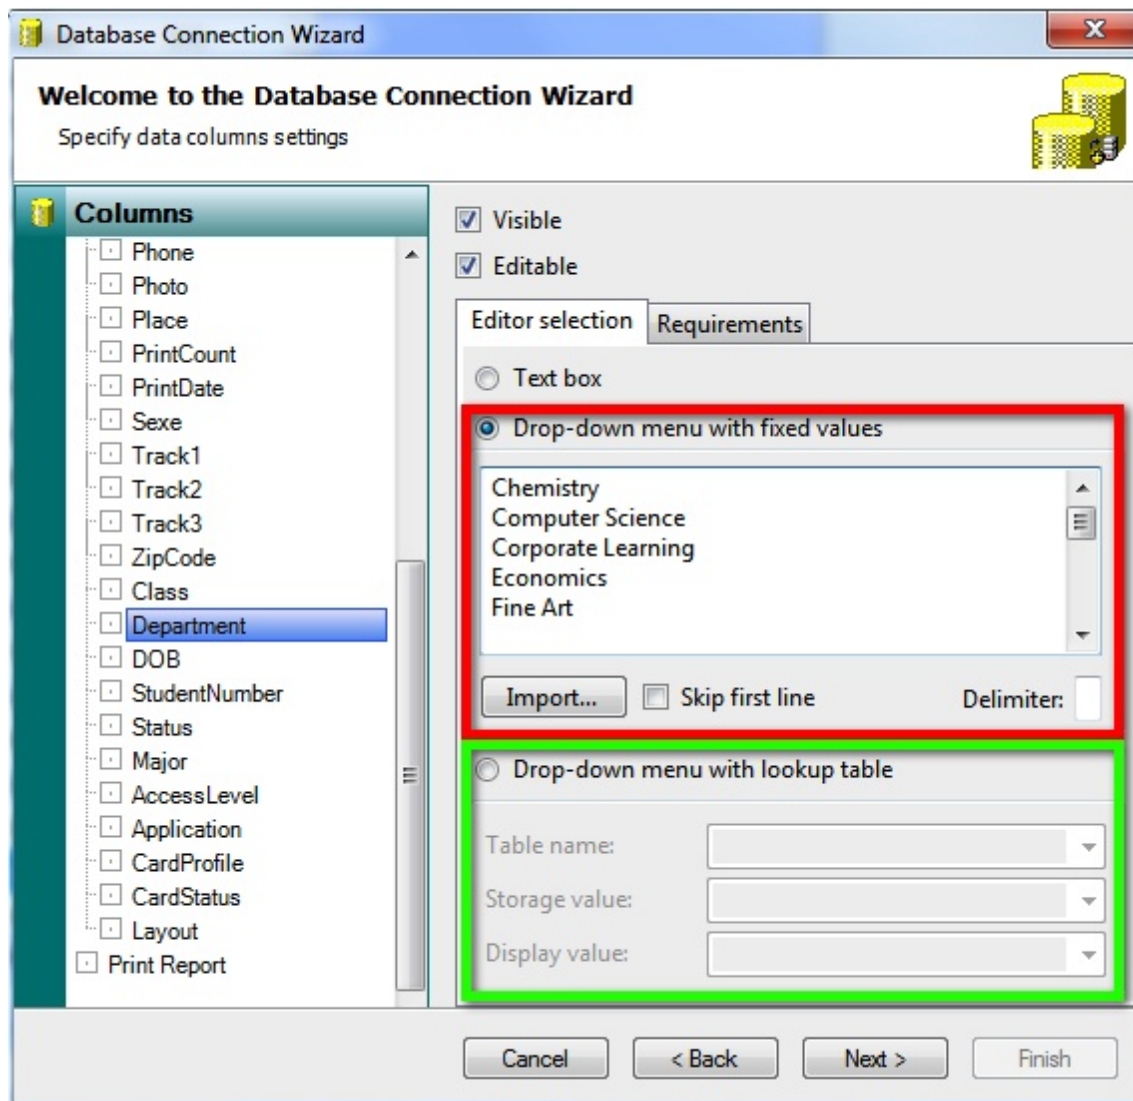 Database Connection Wizard
Welcome to the Database Connection Wizard
Specify data columns settings
Columns
Phone
Photo
Place
PrintCount
PrintDate
Sexe
Track1
Track2
Track3
ZipCode
Class
Department
DOB
StudentNumber
Status
Major
AccessLevel
Application
CardProfile
CardStatus
Layout
Print Report
Visible
Editable
Editor selection
Requirements
Text box
Drop-down menu with fixed values
Chemistry
Computer Science
Corporate Learning
Economics
Fine Art
Import... Skip first line Delimiter:
Drop-down menu with lookup table
Table name:
Storage value:
Display value:
Cancel < Back Next > Finish